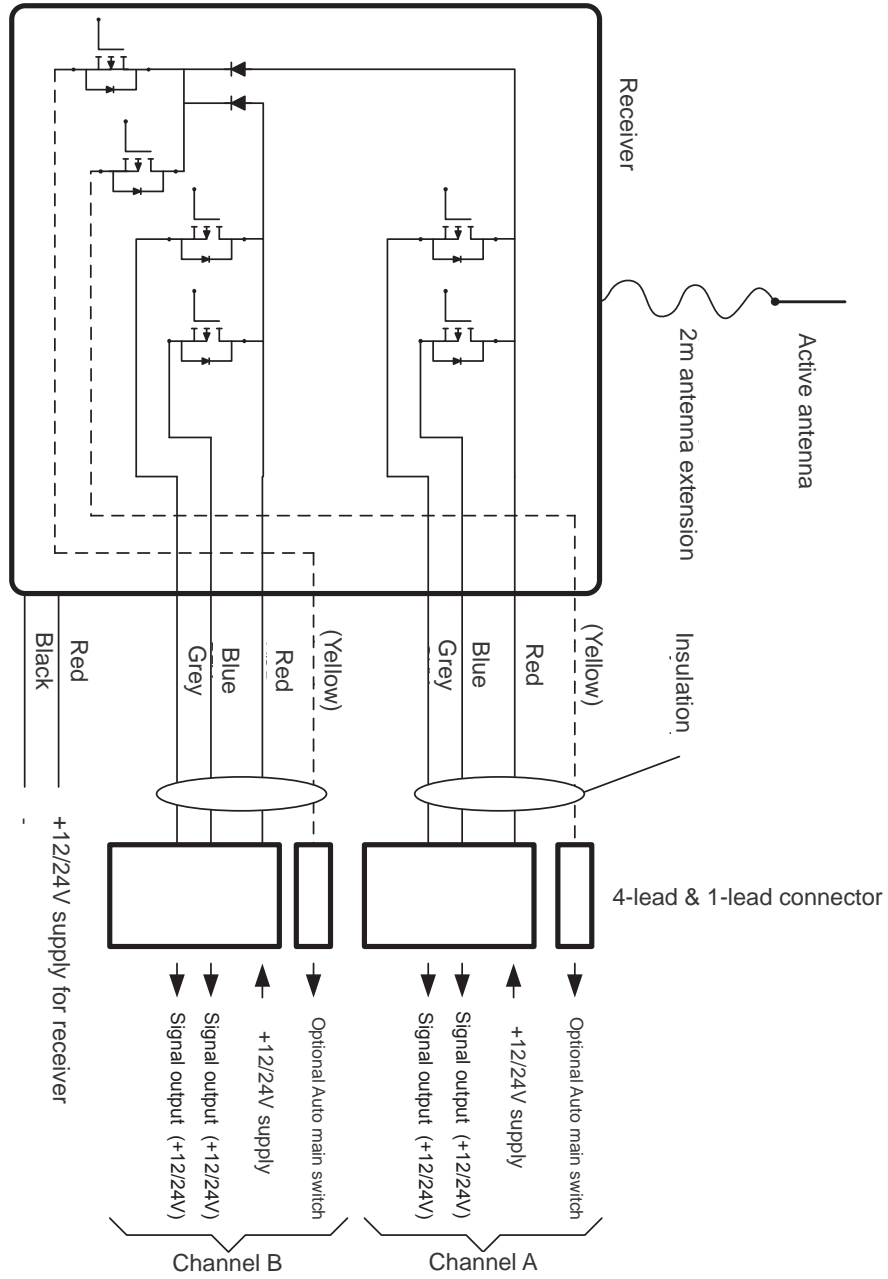 Receiver
2m antenna extension
Active antenna
Insulation
(Yellow)
Red
Blue
Grey
(Yellow)
Red
Blue
Grey
Red
Black
4-lead & 1-lead connector
-
+12/24V supply for receiver
Optional Auto main switch
+12/24V supply
Signal output (+12/24V)
Signal output (+12/24V)
Optional Auto main switch
+12/24V supply
Signal output (+12/24V)
Signal output (+12/24V)
Channel B
Channel A